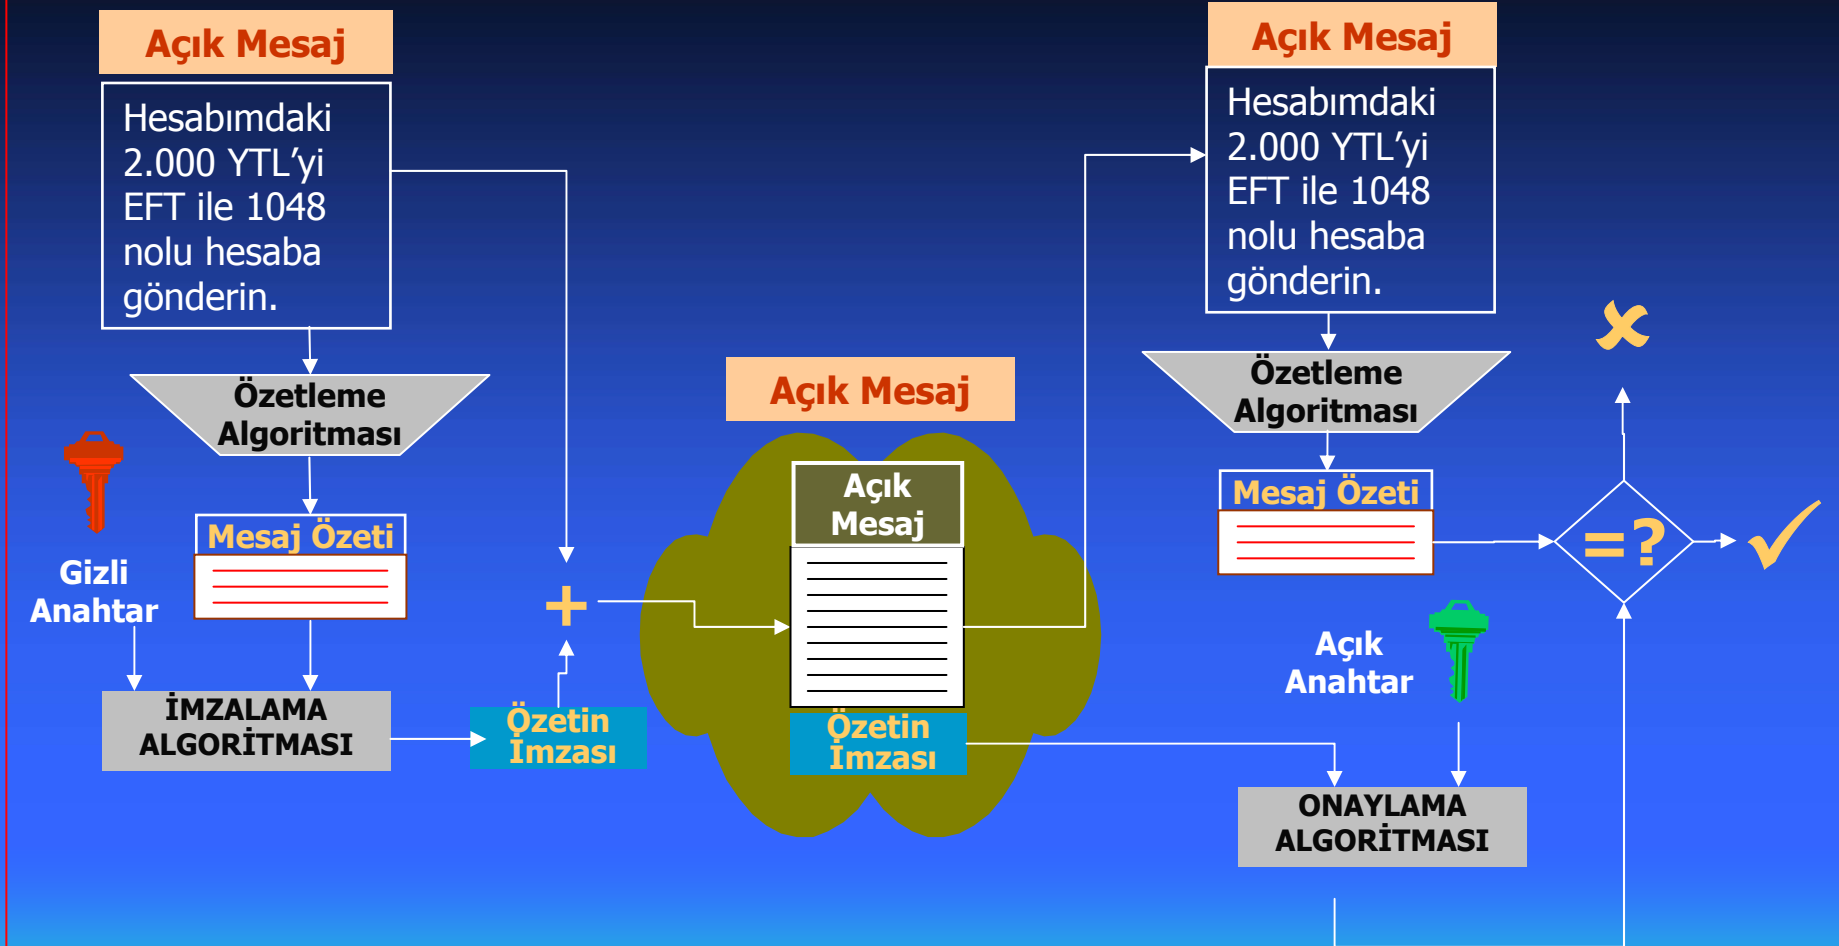 Açık Mesaj
Hesabımdaki
2.000 YTL’yi
EFT ile 1048
nolu hesaba
gönderin.
Özetleme
Algoritması
Mesaj Özeti
Gizli
Anahtar
İMZALAMA
ALGORİTMASI
Özetin
İmzası
+
Açık Mesaj
Açık
Mesaj
Özetin
İmzası
Açık Mesaj
Hesabımdaki
2.000 YTL’yi
EFT ile 1048
nolu hesaba
gönderin.
Özetleme
Algoritması
Mesaj Özeti
=?
Açık
Anahtar
ONAYLAMA
ALGORİTMASI